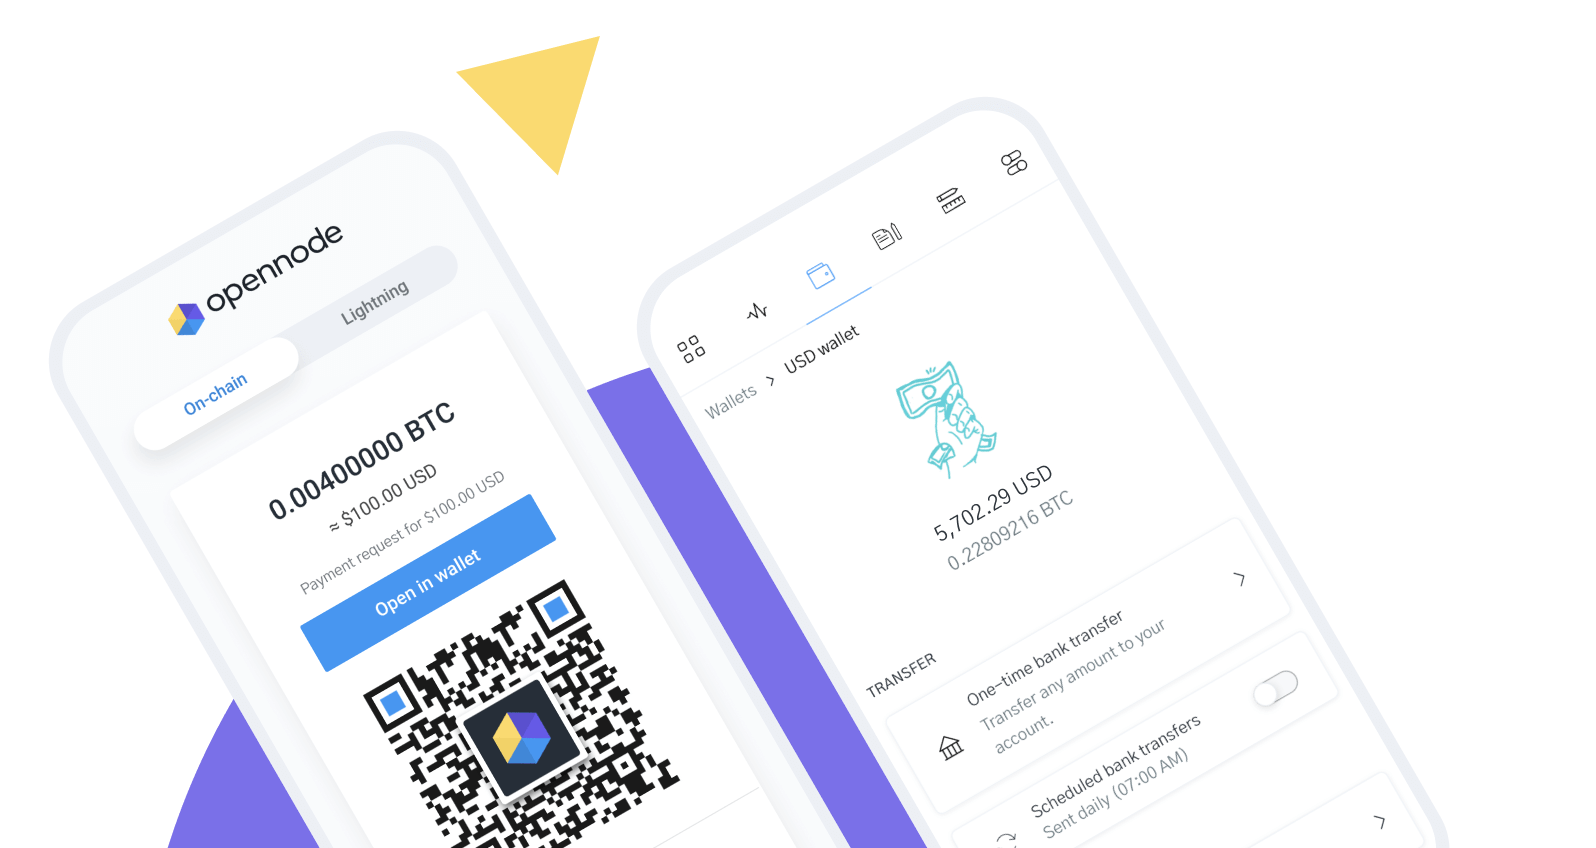 opennode
On-chain
Lightning
0.00400000 BTC
≈ $100.00 USD
Payment request for $100.00 USD
Open in wallet
Wallets > USD wallet
5,702.29 USD
0.22809216 BTC
TRANSFER
One-time bank transfer
Transfer any amount to your
account.
Scheduled bank transfers
Sent daily (07:00 AM)